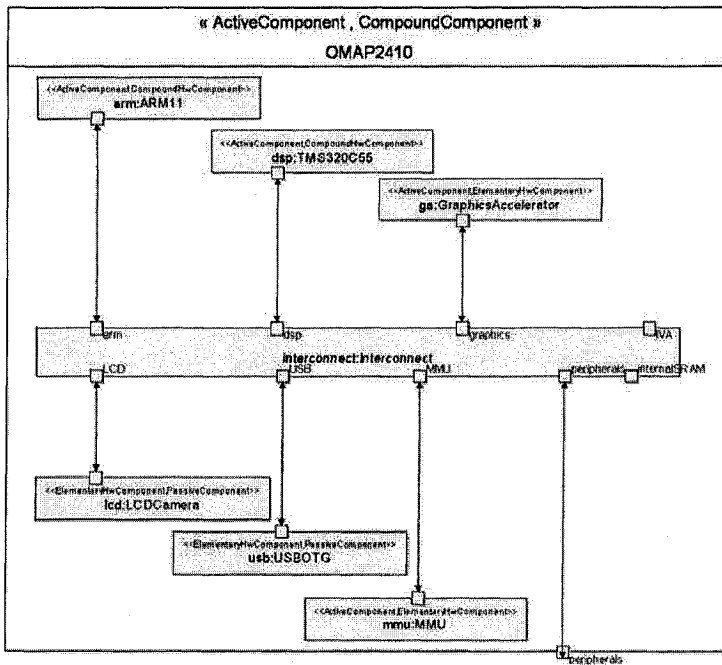 « ActiveComponent , CompoundComponent »
OMAP2410
<<ActiveComponent,CompoundHwComponent>>
arm:ARM11
<<ActiveComponent,CompoundHwComponent>>
dsp:TMS320C55
<<ActiveComponent,ElementaryHwComponent>>
ga:GraphicsAccelerator
arm
dsp
graphics
IVA
interconnect:Interconnect
LCD
USB
MMU
peripherals
internalSRAM
<<ElementaryHwComponent,PassiveComponent>>
lcd:LCDCamera
<<ElementaryHwComponent,PassiveComponent>>
usb:USBOTG
<<ActiveComponent,ElementaryHwComponent>>
mmu:MMU
peripherals